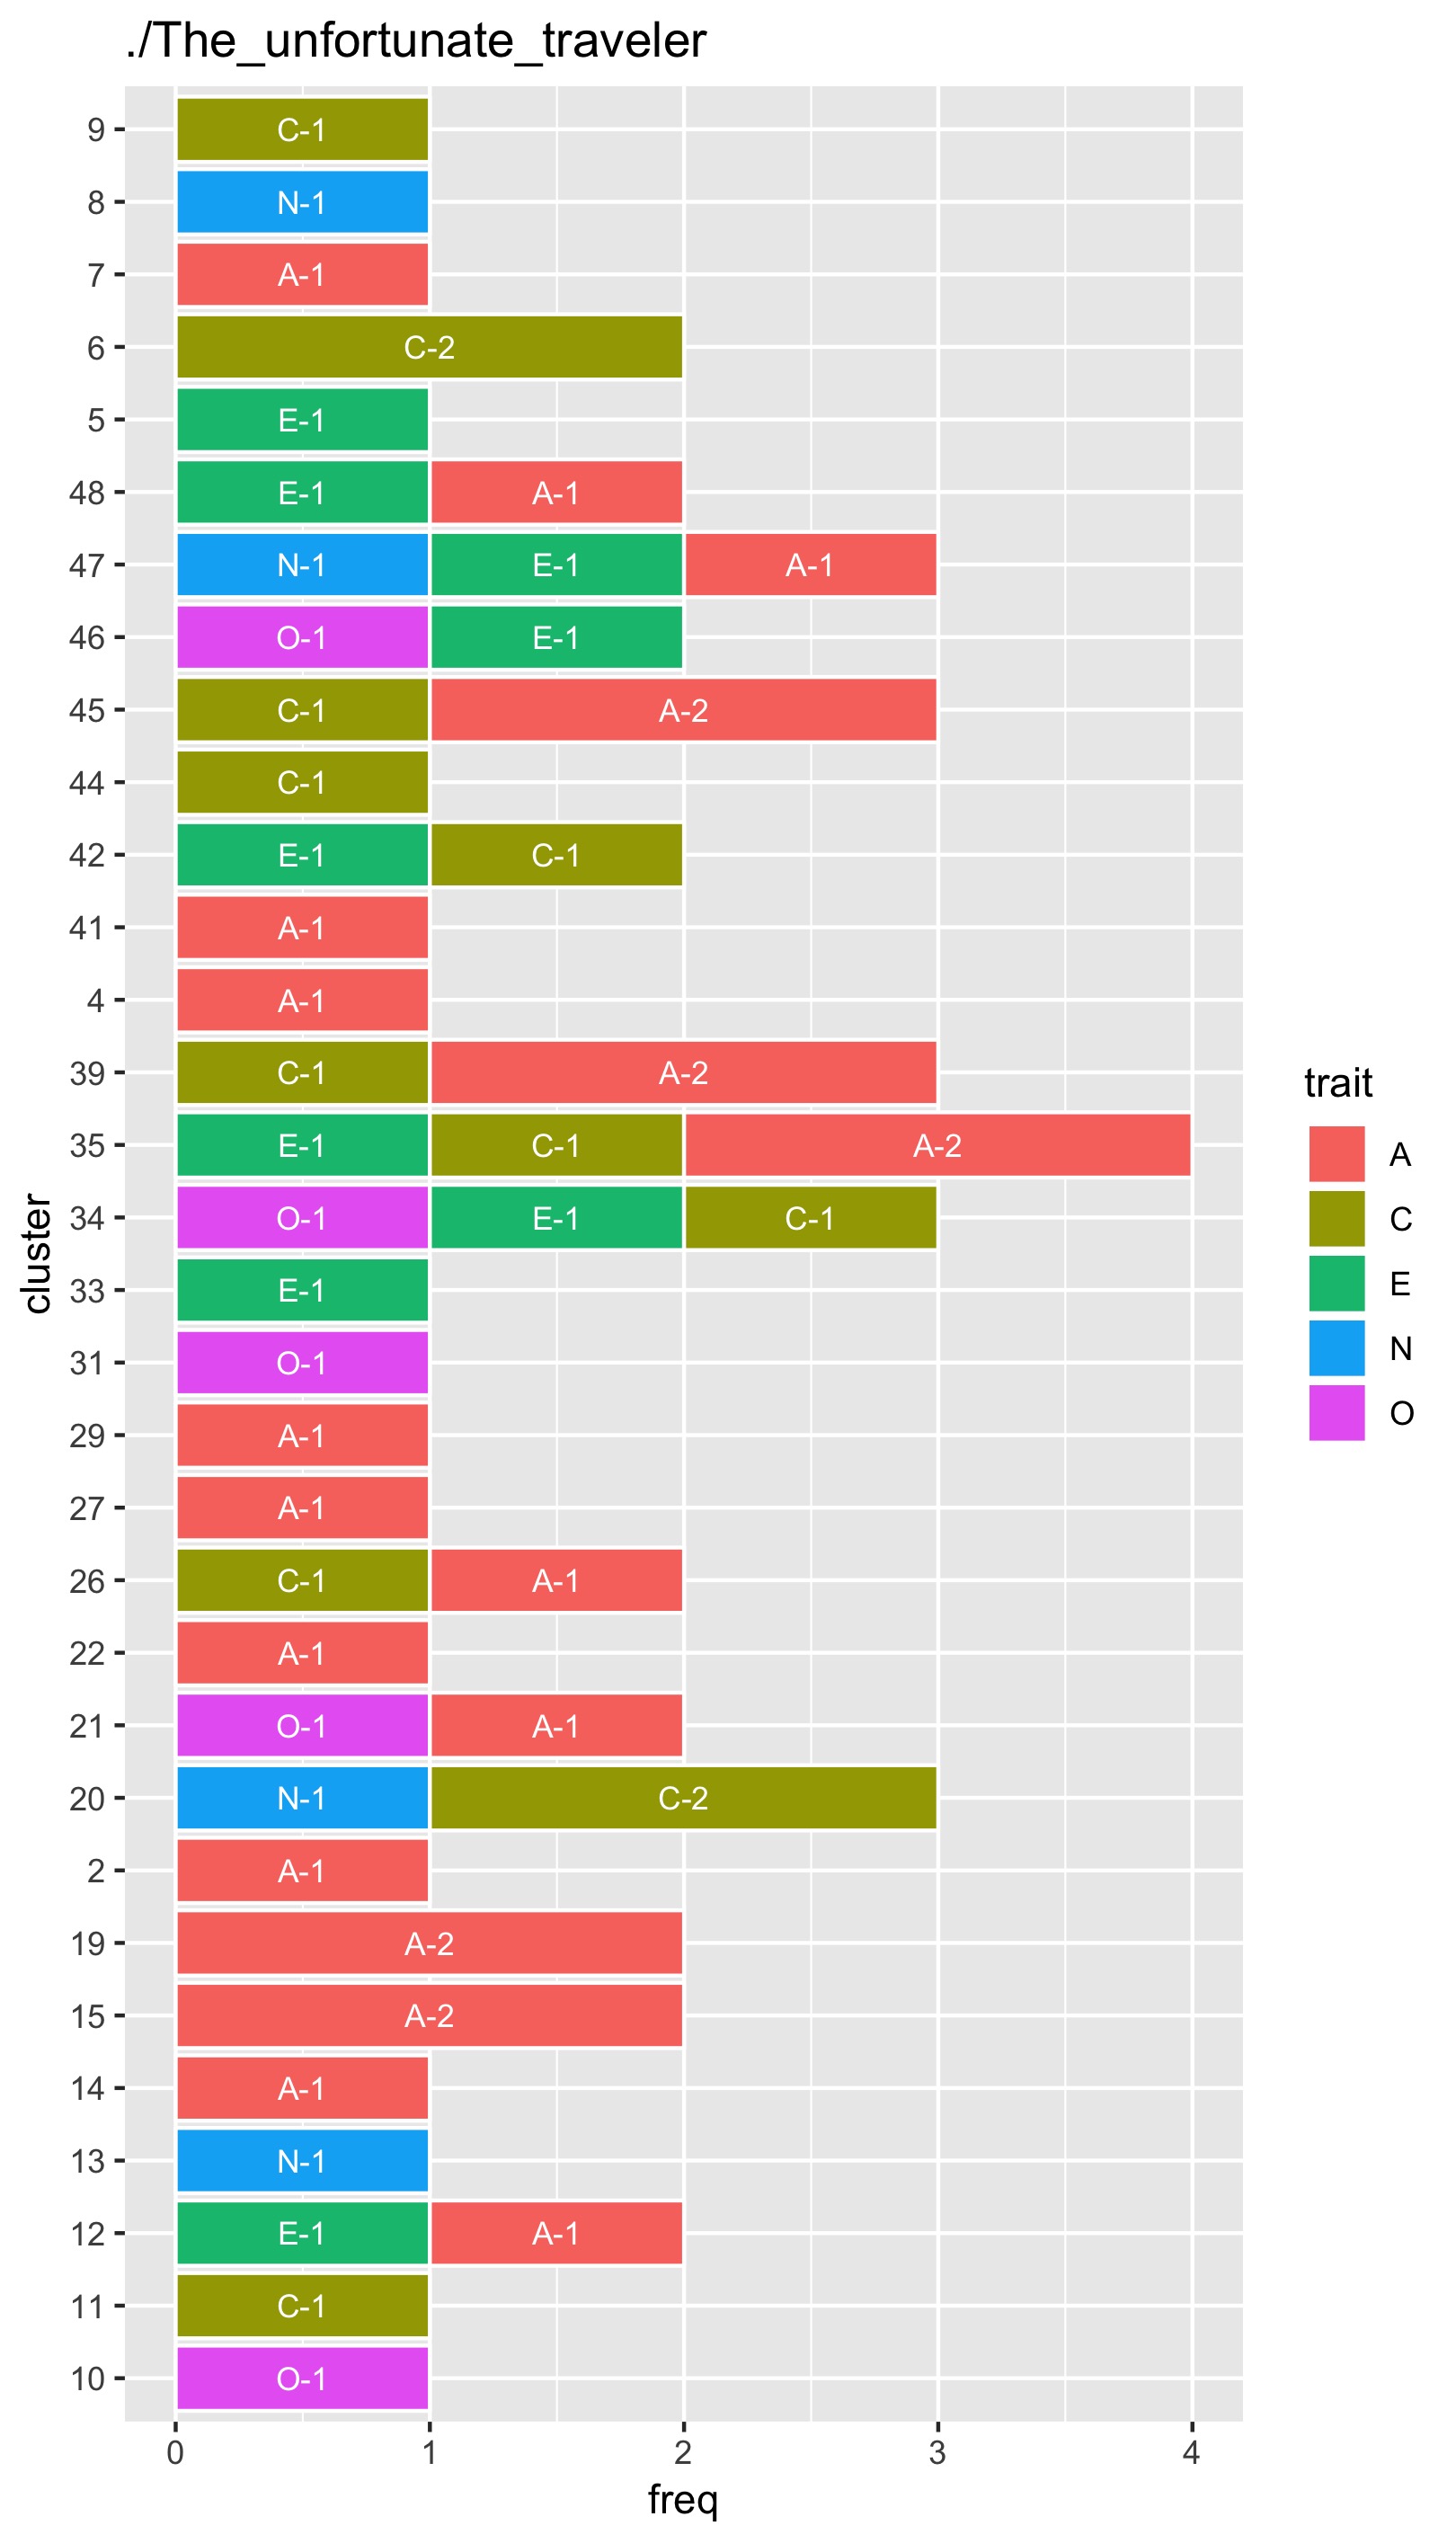 ./The_unfortunate_traveler
9 C-1
8 N-1
7 A-1
6 C-2
5 E-1
48 E-1 A-1
47 N-1 E-1 A-1
46 O-1 E-1
45 C-1 A-2
44 C-1
42 E-1 C-1
41 A-1
4 A-1
39 C-1 A-2
35 E-1 C-1 A-2
34 O-1 E-1 C-1
33 E-1
31 O-1
29 A-1
27 A-1
26 C-1 A-1
22 A-1
21 O-1 A-1
20 N-1 C-2
2 A-1
19 A-2
15 A-2
14 A-1
13 N-1
12 E-1 A-1
11 C-1
10 O-1
0 1 2 3 4
freq
cluster
trait
A
C
E
N
O